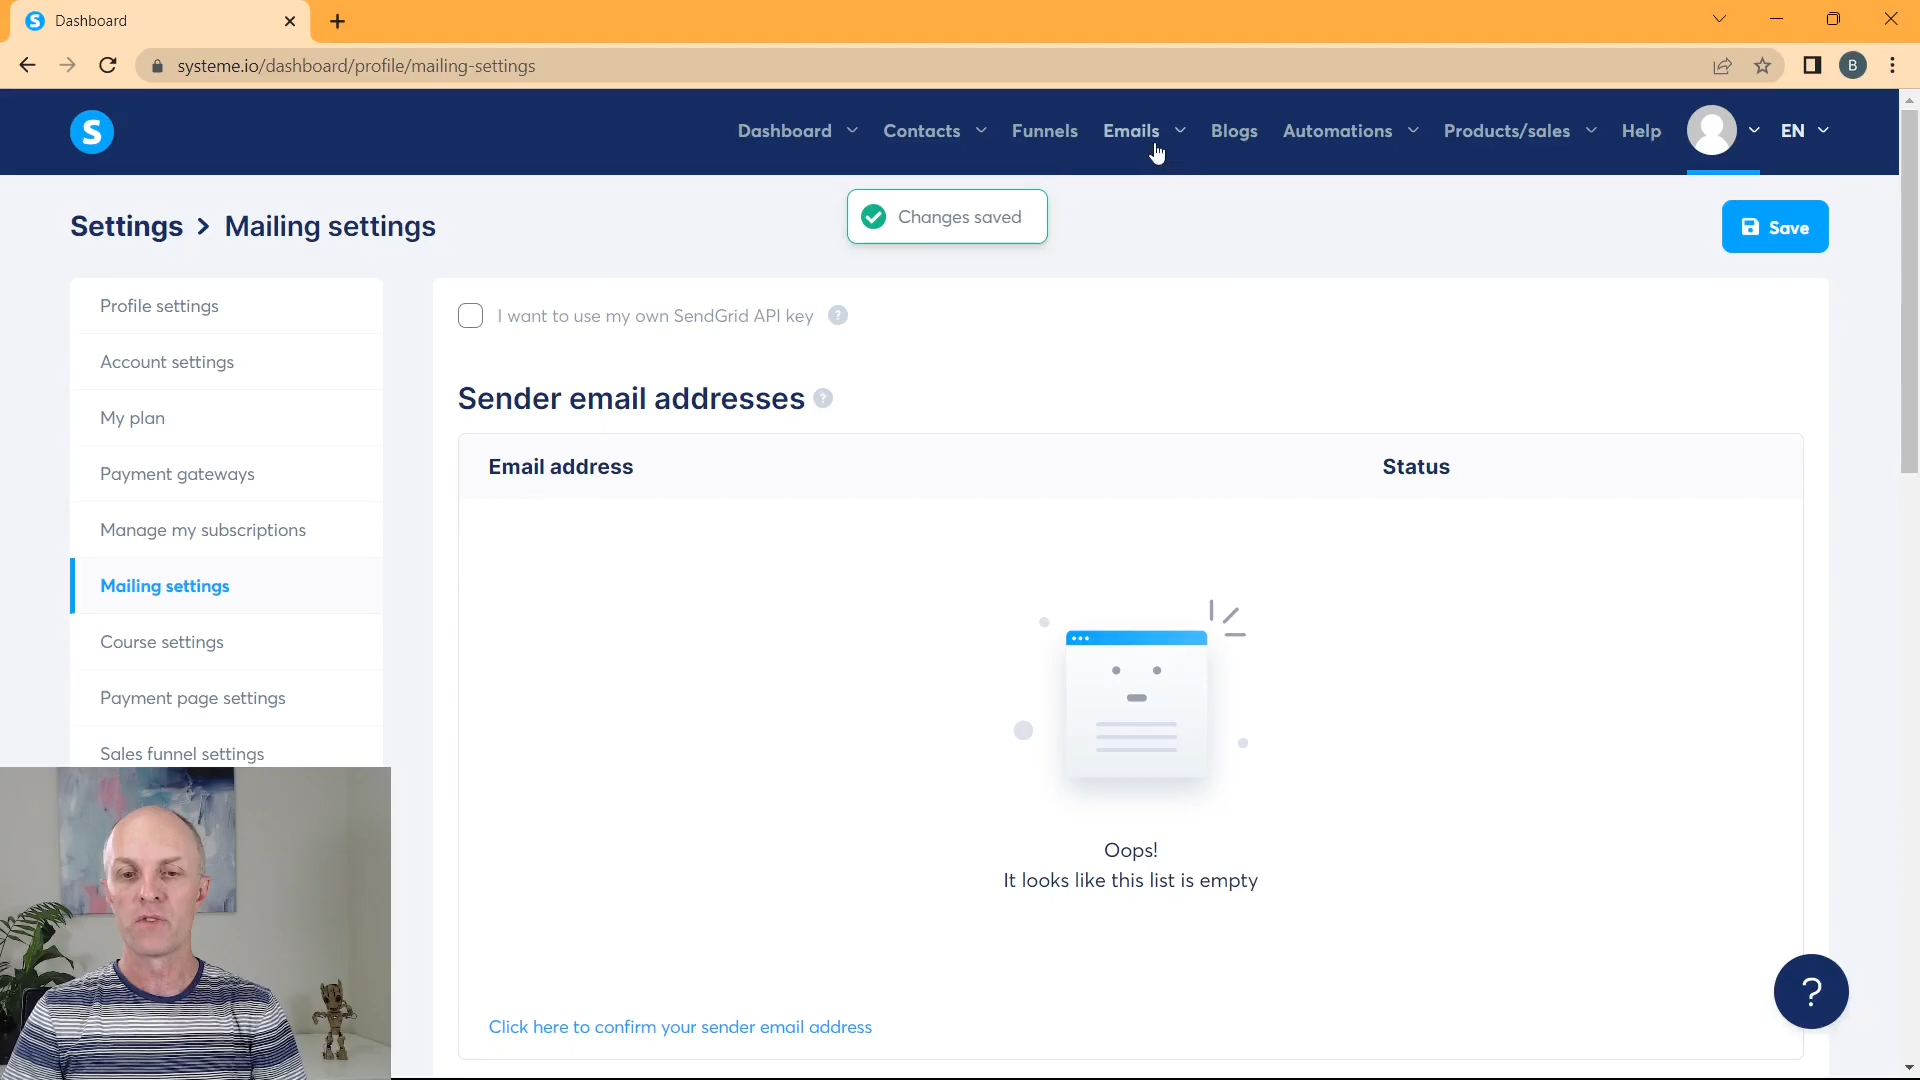 Dashboard
systeme.io/dashboard/profile/mailing-settings
B
S
Dashboard
Contacts
Funnels
Emails
Blogs
Automations
Products/sales
Help
EN
Settings > Mailing settings
Changes saved
Save
Profile settings
Account settings
My plan
Payment gateways
Manage my subscriptions
Mailing settings
Course settings
Payment page settings
Sales funnel settings
I want to use my own SendGrid API key ?
Sender email addresses ?
Email address
Status
Oops!
It looks like this list is empty
Click here to confirm your sender email address
?